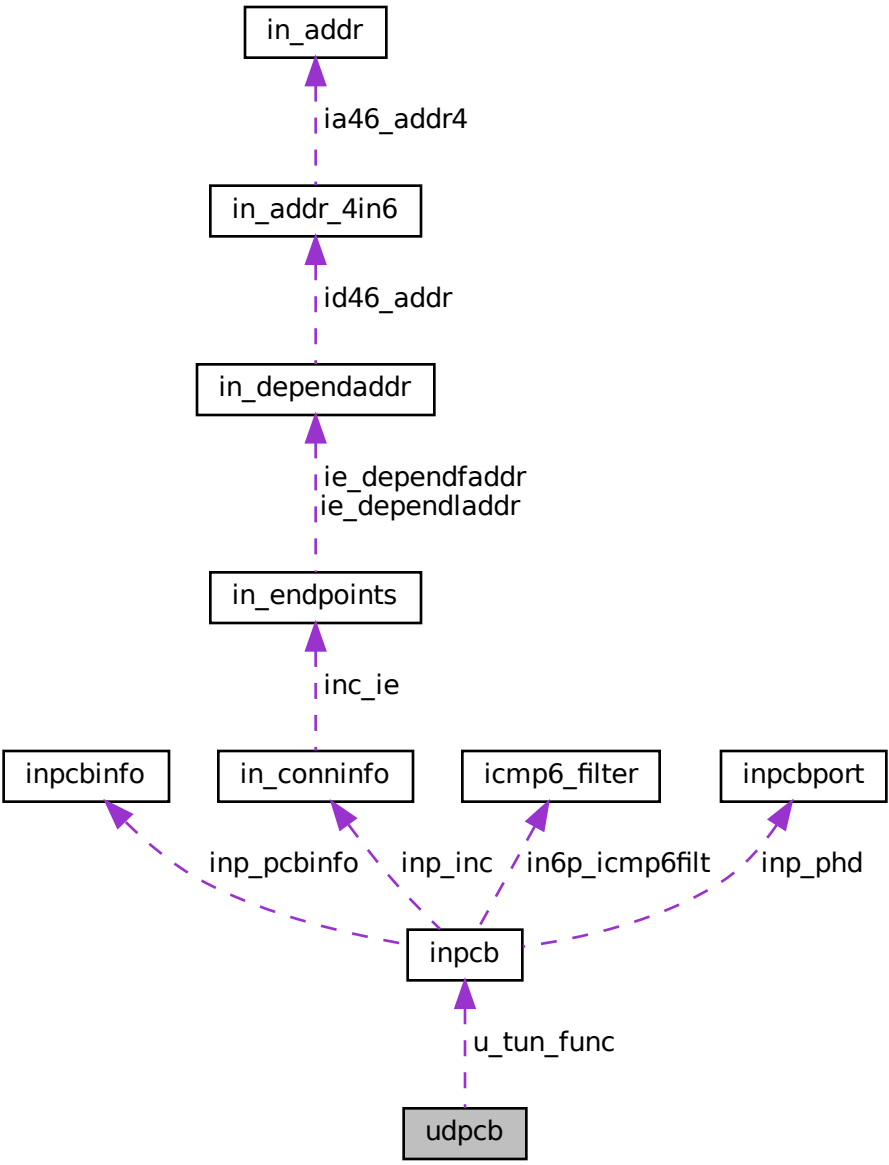 in_addr
ia46_addr4
in_addr_4in6
id46_addr
in_dependaddr
ie_dependfaddr
ie_dependladdr
in_endpoints
inc_ie
inpcbinfo
in_conninfo
icmp6_filter
inpcbport
inp_pcbinfo
inp_inc
in6p_icmp6filt
inp_phd
inpcb
u_tun_func
udpcb